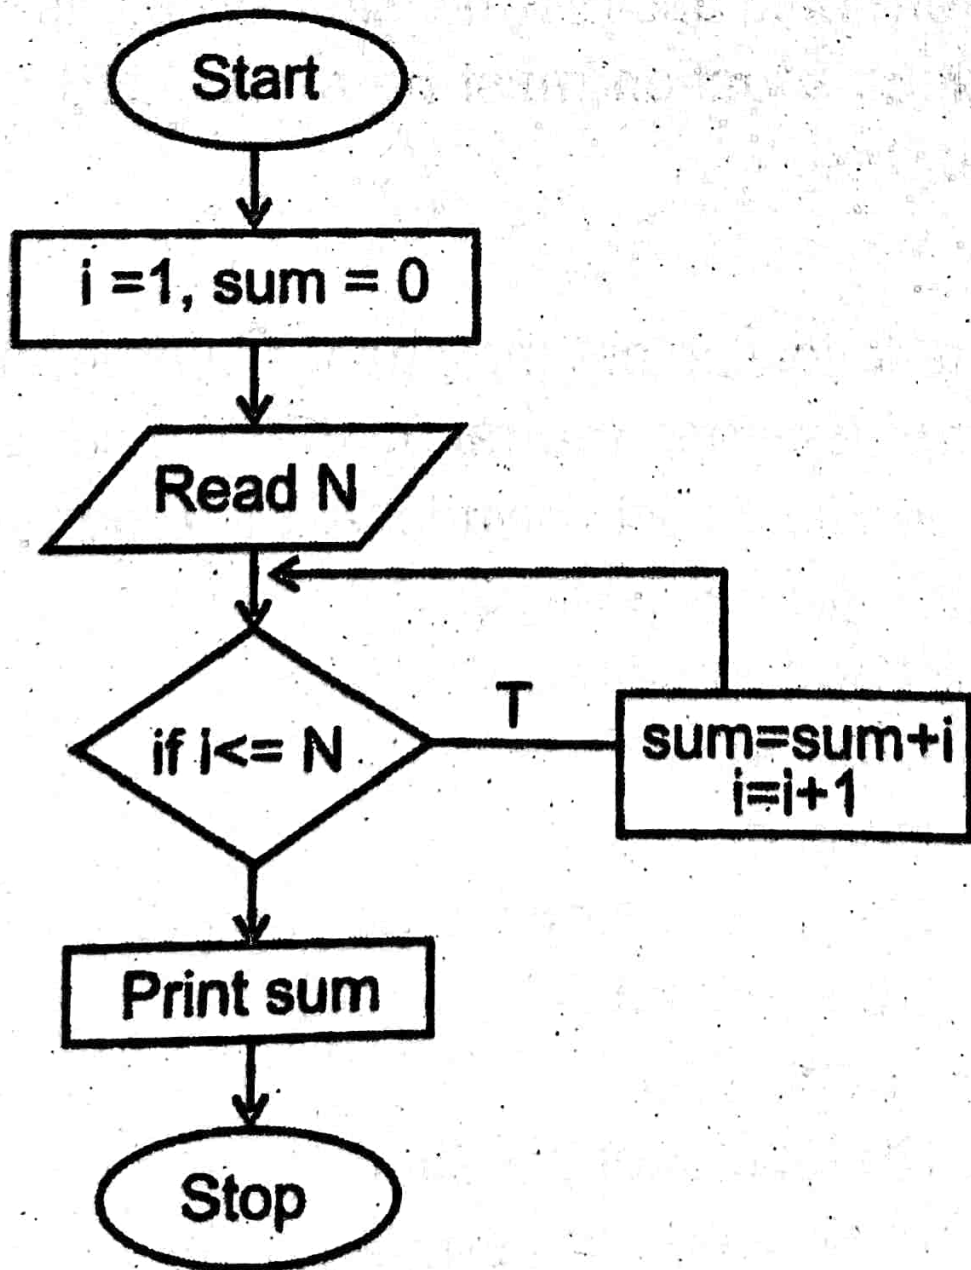 Start
i =1, sum = 0
Read N
if i<= N
T
sum=sum+i
i=i+1
Print sum
Stop